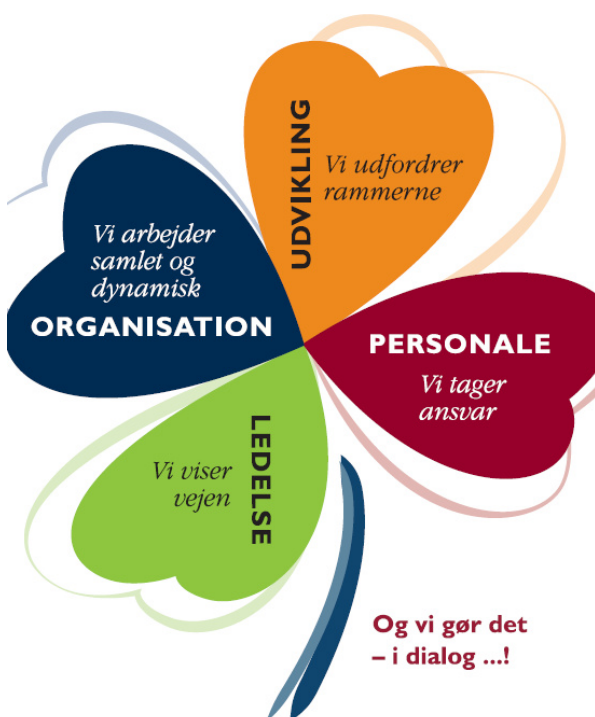 UDVIKLING
Vi udfordrer
rammerne
Vi arbejder
samlet og
dynamisk
ORGANISATION
PERSONALE
Vi tager
ansvar
LEDELSE
Vi viser
vejen
Og vi gør det
– i dialog ...!